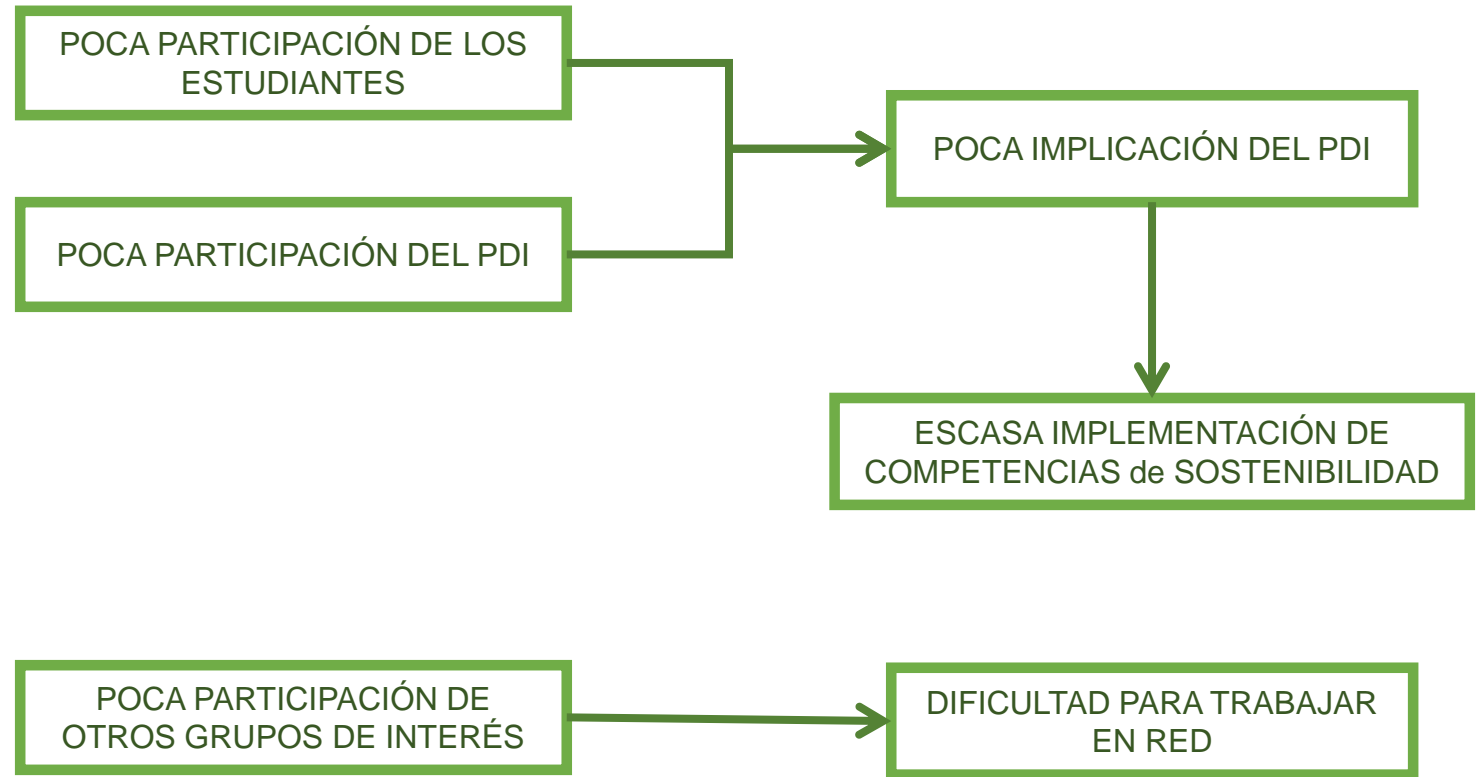 POCA PARTICIPACIÓN DE LOS
ESTUDIANTES
POCA IMPLICACIÓN DEL PDI
POCA PARTICIPACIÓN DEL PDI
ESCASA IMPLEMENTACIÓN DE
COMPETENCIAS de SOSTENIBILIDAD
POCA PARTICIPACIÓN DE
OTROS GRUPOS DE INTERÉS
DIFICULTAD PARA TRABAJAR
EN RED